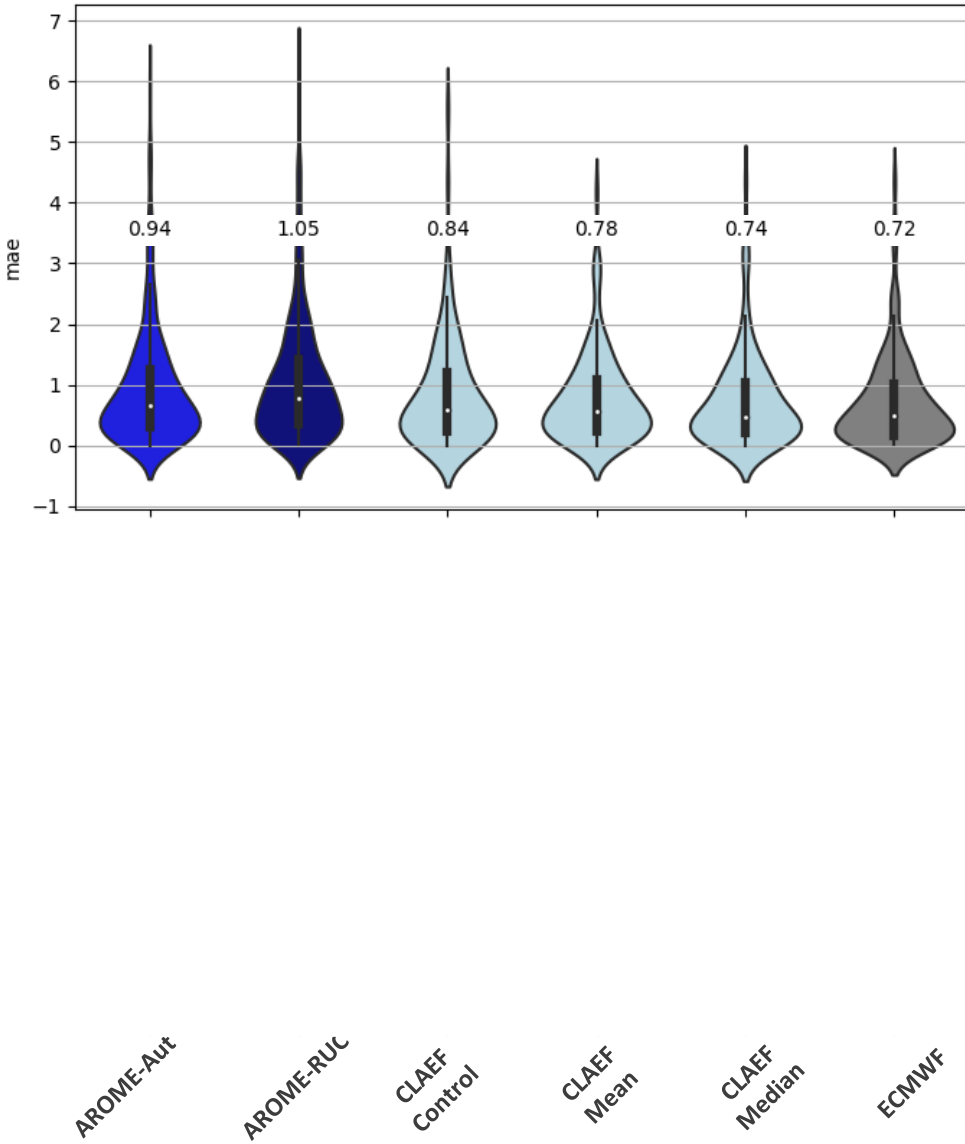 7
6
5
4
0.94 1.05 0.84 0.78 0.74 0.72
mae
3
2
1
0
−1
AROME-Aut
AROME-RUC
CLAEF
Control
CLAEF
Mean
CLAEF
Median
ECMWF